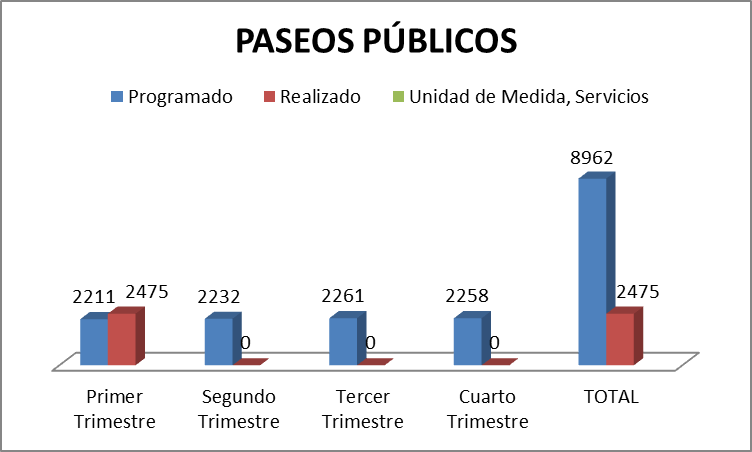 PASEOS PÚBLICOS
Programado Realizado Unidad de Medida, Servicios
8962
2211 2475 2232 0 2261 0 2258 0 2475
Primer Trimestre
Segundo Trimestre
Tercer Trimestre
Cuarto Trimestre
TOTAL